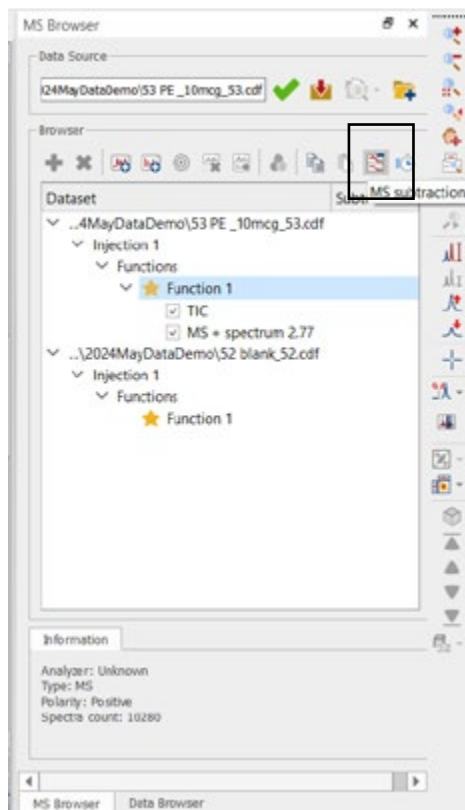 MS Browser
Data Source
024MayDataDemo\53 PE _10mcg_53.cdf
Browser
MS subtraction
Dataset
..4MayDataDemo\53 PE _10mcg_53.cdf
Injection 1
Functions
Function 1
TIC
MS + spectrum 2.77
..\2024MayDataDemo\52 blank_52.cdf
Injection 1
Functions
Function 1
Information
Analyzer: Unknown
Type: MS
Polarity: Positive
Spectra count: 10280
MS Browser Data Browser